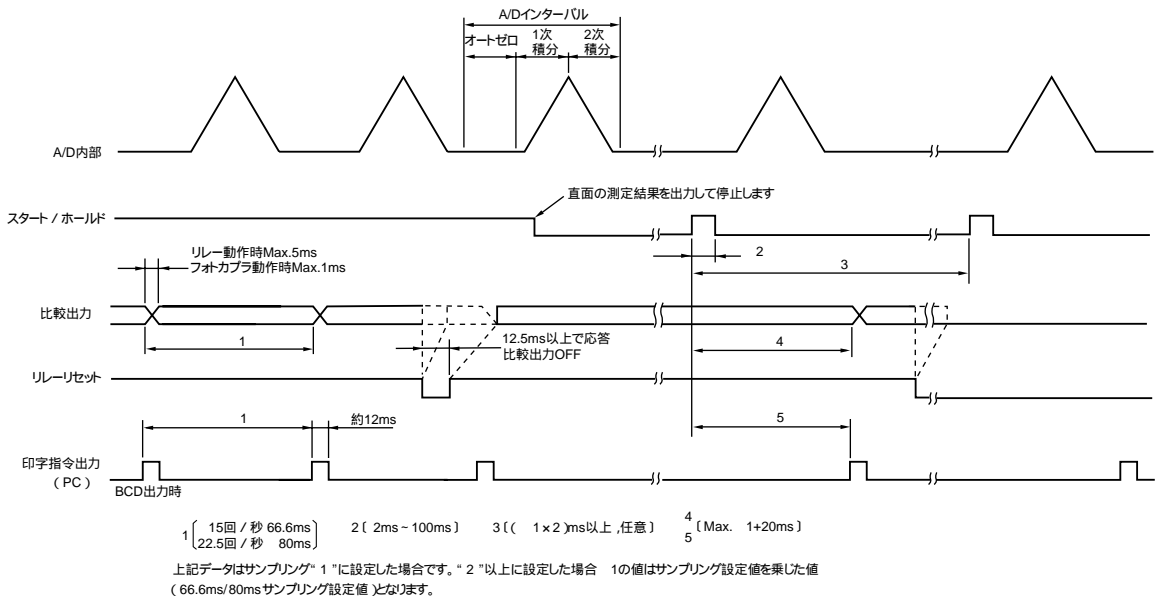 A/Dインターバル
オートゼロ
1次
積分
2次
積分
A/D内部
直面の測定結果を出力して停止します
スタート / ホールド
2
3
リレー動作時Max.5ms
フォトカプラ動作時Max.1ms
比較出力
1
12.5ms以上で応答
比較出力OFF
4
リレーリセット
1
約12ms
5
印字指令出力
( PC )
BCD出力時
1〔 15回 / 秒 66.6ms
22.5回 / 秒 80ms〕
2〔 2ms ~ 100ms 〕
3〔( 1 × 2 )ms以上 ,任意 〕
4
5
〔 Max. 1+20ms 〕
上記データはサンプリング“ 1 ”に設定した場合です。“ 2 ”以上に設定した場合 1の値はサンプリング設定値を乗じた値
( 66.6ms/80ms サンプリング設定値 )となります。